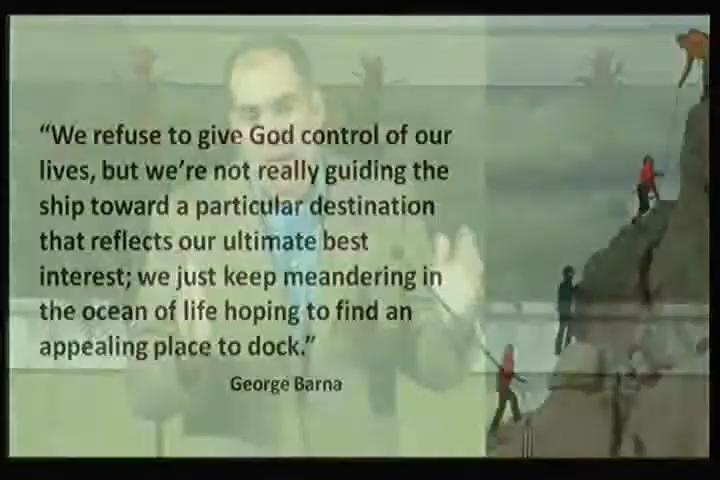 “We refuse to give God control of our
lives, but we’re not really guiding the
ship toward a particular destination
that reflects our ultimate best
interest; we just keep meandering in
the ocean of life hoping to find an
appealing place to dock.”
George Barna